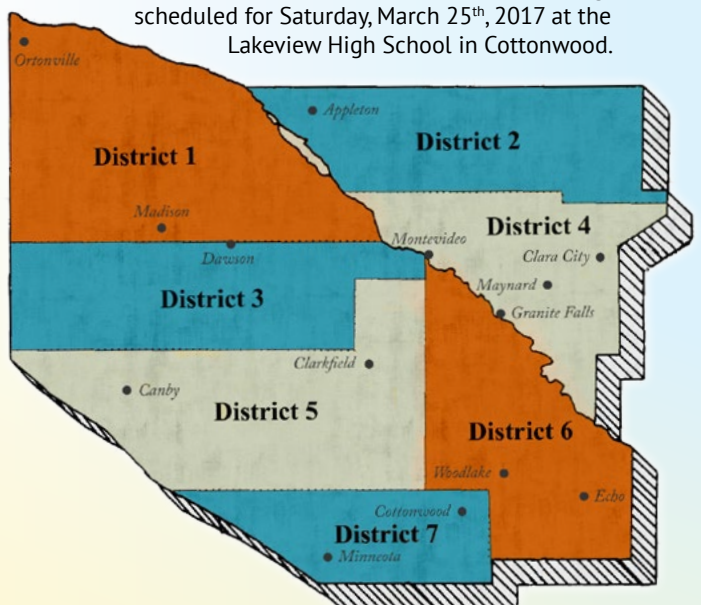 scheduled for Saturday, March 25th, 2017 at the
Lakeview High School in Cottonwood.
Ortonville
Appleton
District 2
District 1
Madison
District 4
Montevideo
Dawson
Clara City
Maynard
District 3
Granite Falls
Clarkfield
Canby
District 5
District 6
Woodlake
Echo
Cottonwood
District 7
Minneota